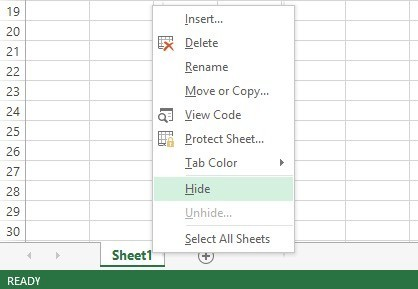 19
20
21
22
23
24
25
26
27
28
29
30
Insert...
Delete
Rename
Move or Copy...
View Code
Protect Sheet...
Tab Color
Hide
Unhide...
Select All Sheets
Sheet1
READY